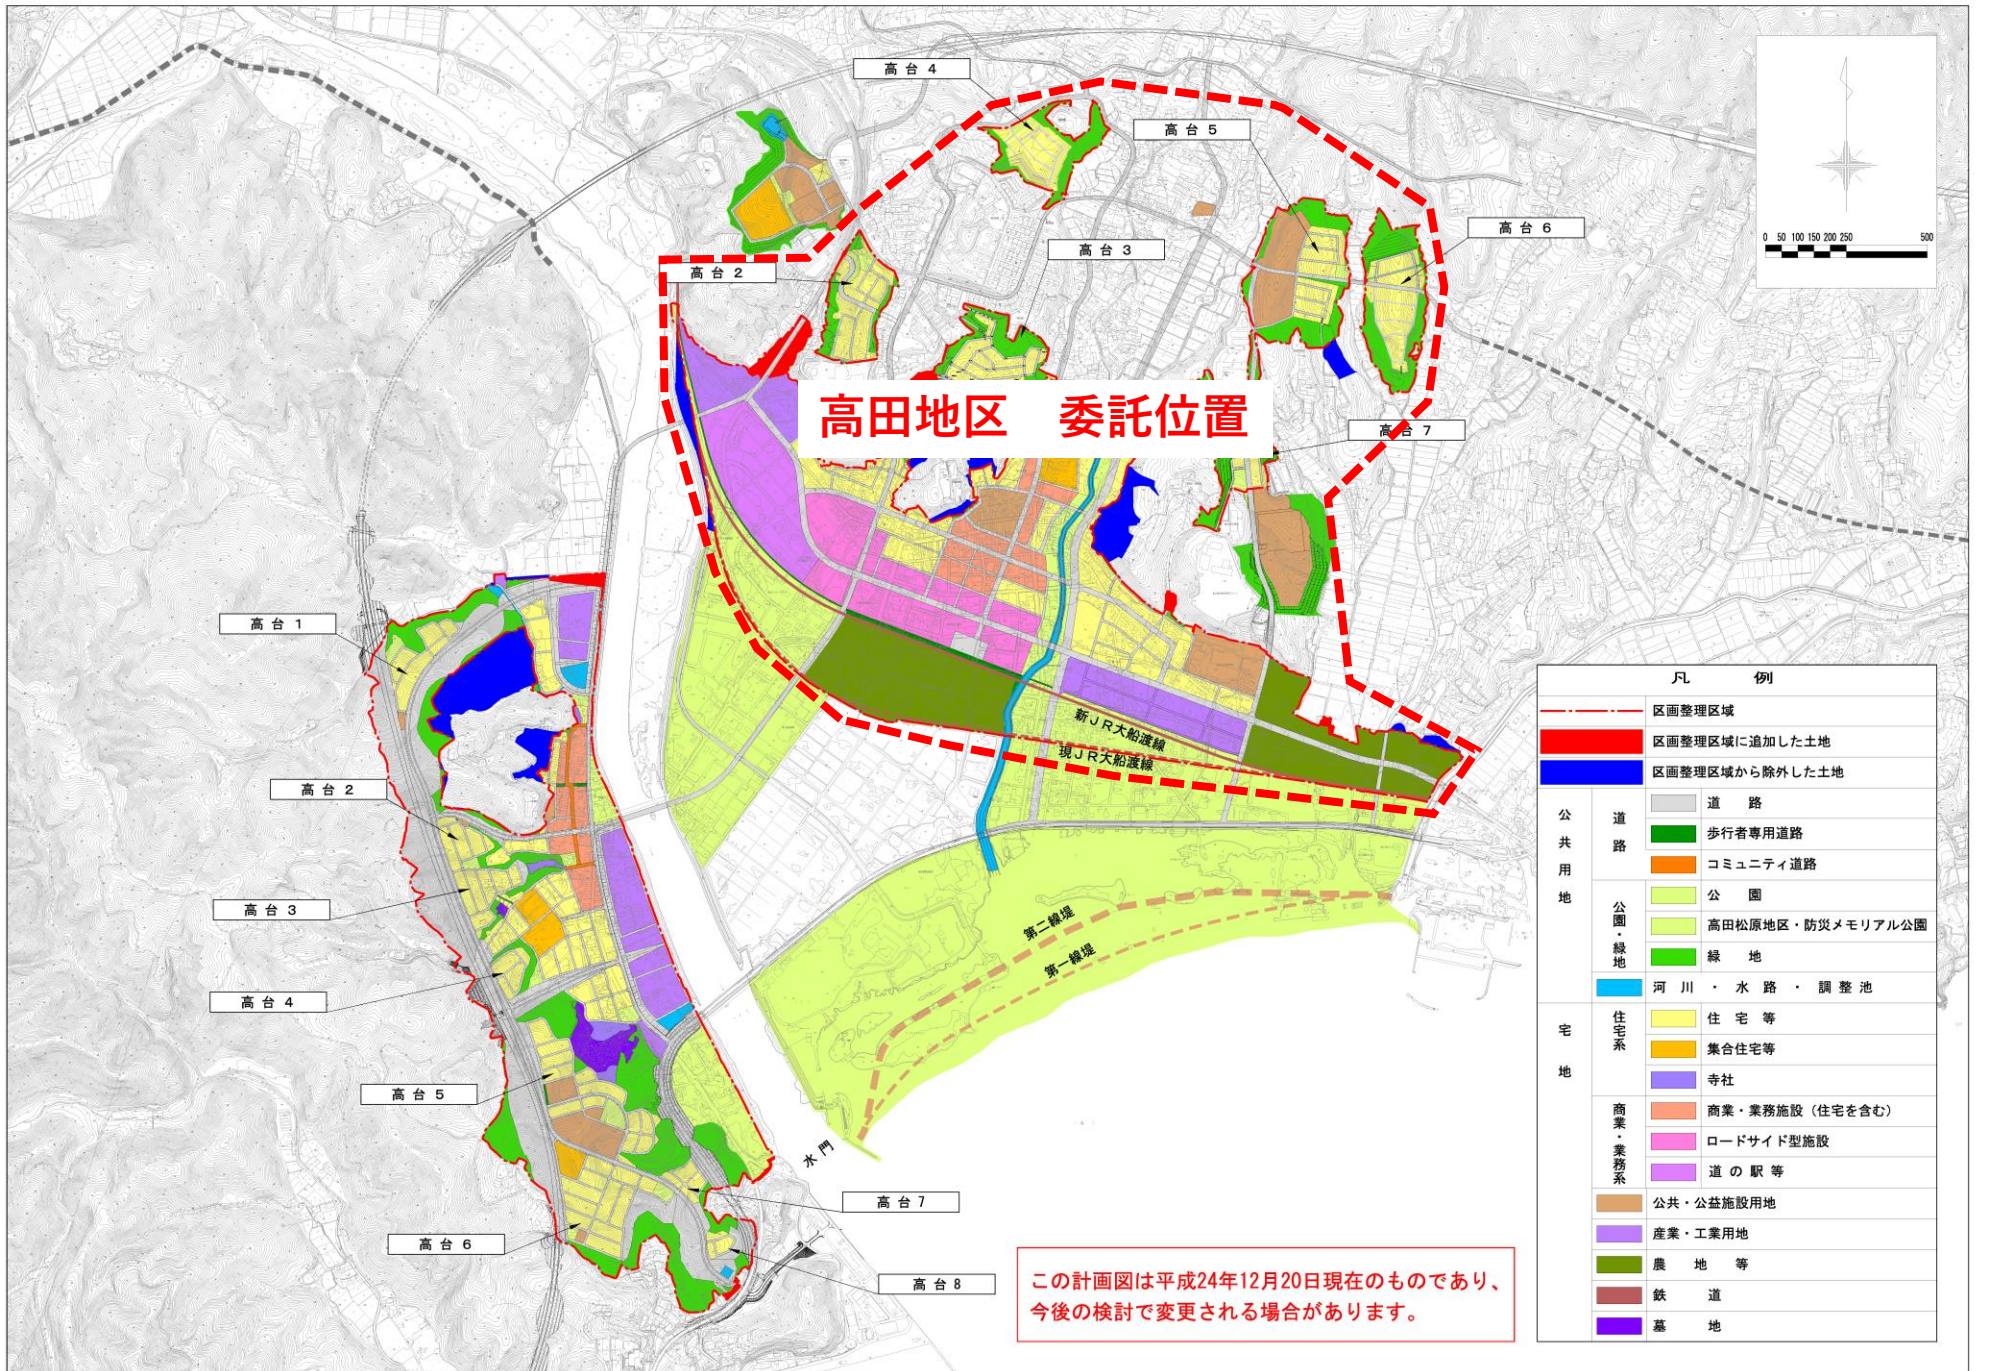 高台4
高台5
高台6
高台3
高台2
0 50 100 150 200 250 500
高田地区 委託位置
高台7
高台1
高台2
高台3
高台4
高台5
高台6
高台7
高台8
新JR大船渡線
現JR大船渡線
第二線堤
第一線堤
水門
この計画図は平成24年12月20日現在のものであり、
今後の検討で変更される場合があります。
凡例
区画整理区域
区画整理区域に追加した土地
区画整理区域から除外した土地
公共用地
道路
道路
歩行者専用道路
コミュニティ道路
公園・緑地
公園
高田松原地区・防災メモリアル公園
緑地
河川・水路・調整池
宅地
住宅系
住宅等
集合住宅等
寺社
商業・業務系
商業・業務施設（住宅を含む）
ロードサイド型施設
道の駅等
公共・公益施設用地
産業・工業用地
農地等
鉄道
墓地